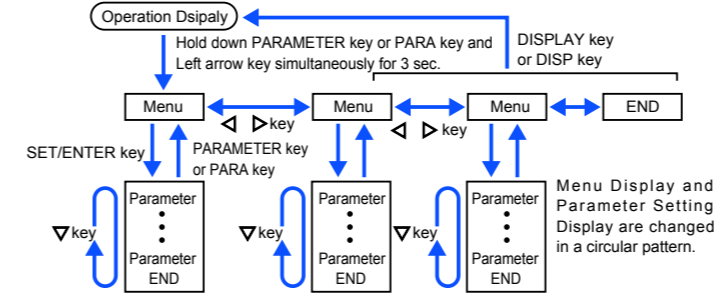 Operation Dsipaly
Hold down PARAMETER key or PARA key and
Left arrow key simultaneously for 3 sec.
DISPLAY key
or DISP key
Menu
Menu
Menu
END
◁ ▷ key
◁ ▷ key
SET/ENTER key
PARAMETER key
or PARA key
Parameter
Parameter
END
▽ key
Parameter
Parameter
END
▽ key
Parameter
Parameter
END
▽ key
Menu Display and
Parameter Setting
Display are changed
in a circular pattern.